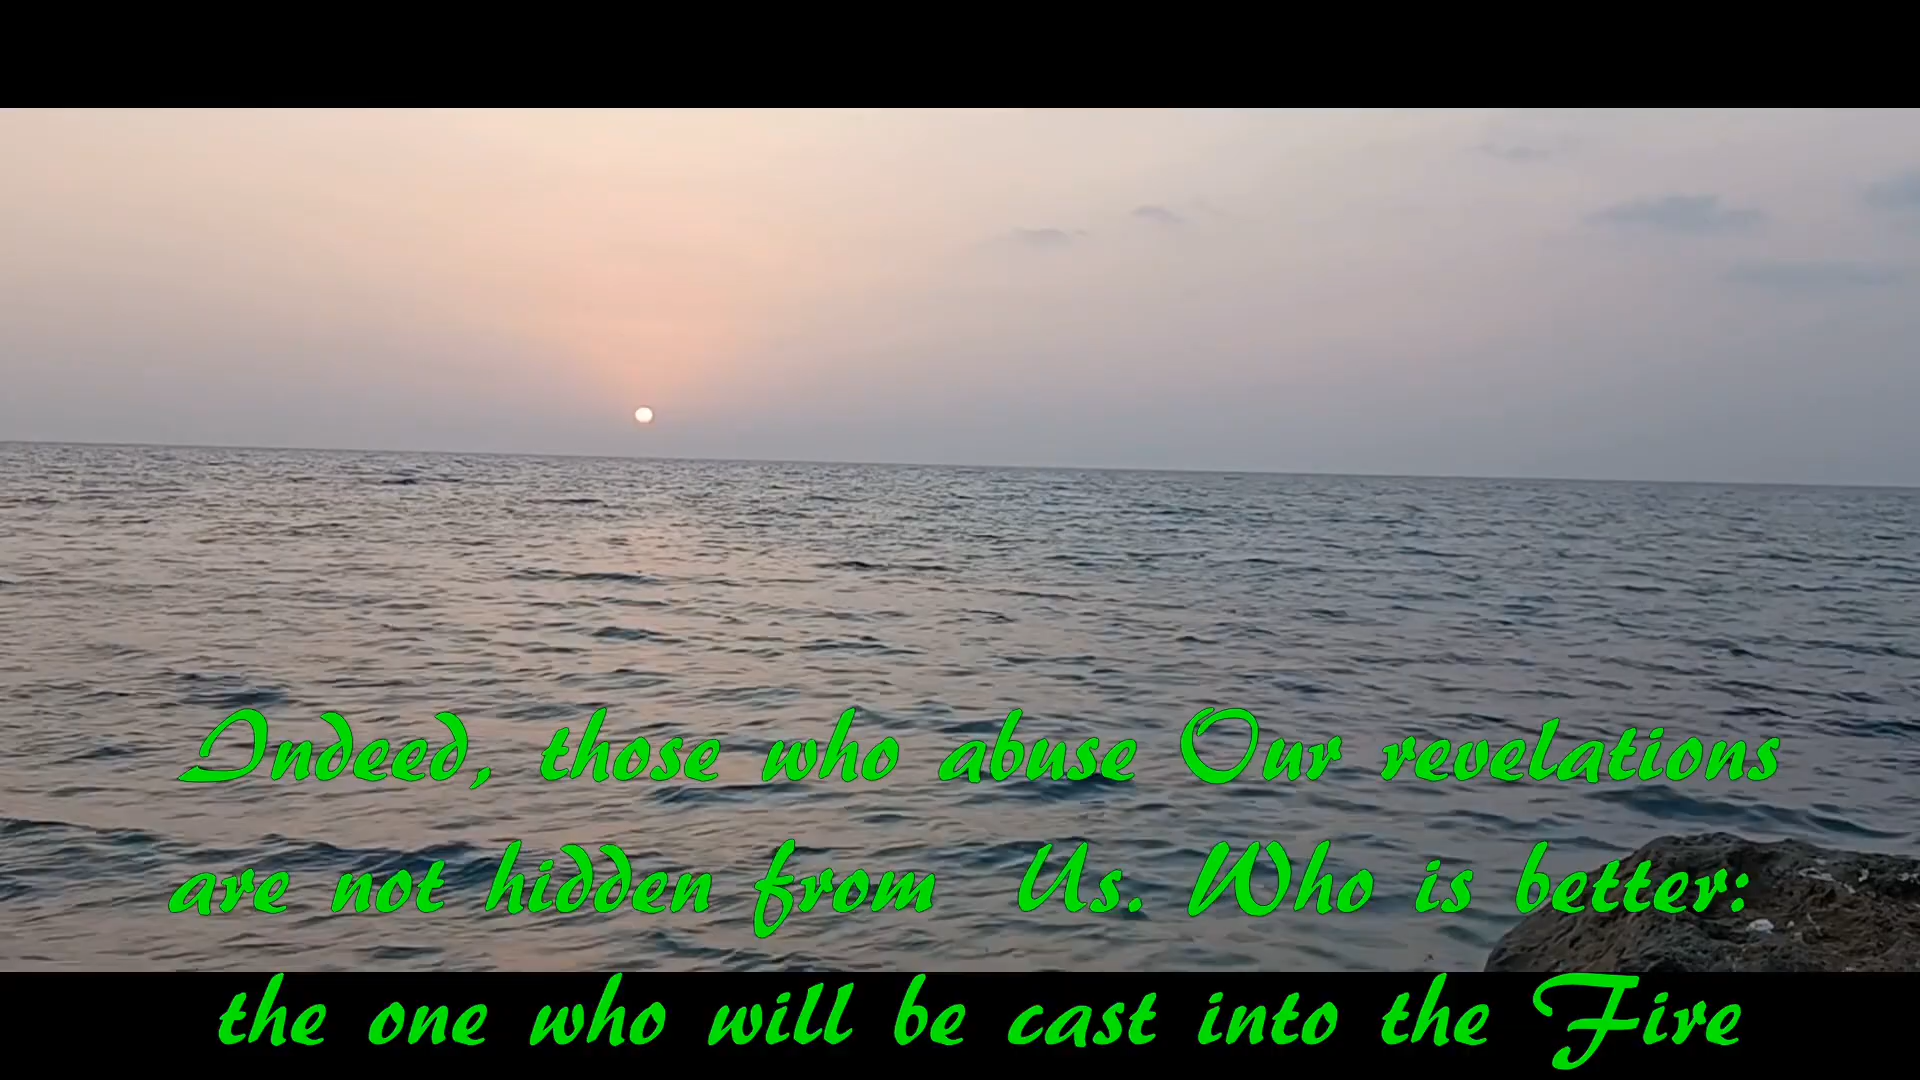 Indeed, those who abuse Our revelations
are not hidden from Us. Who is better:
the one who will be cast into the Fire